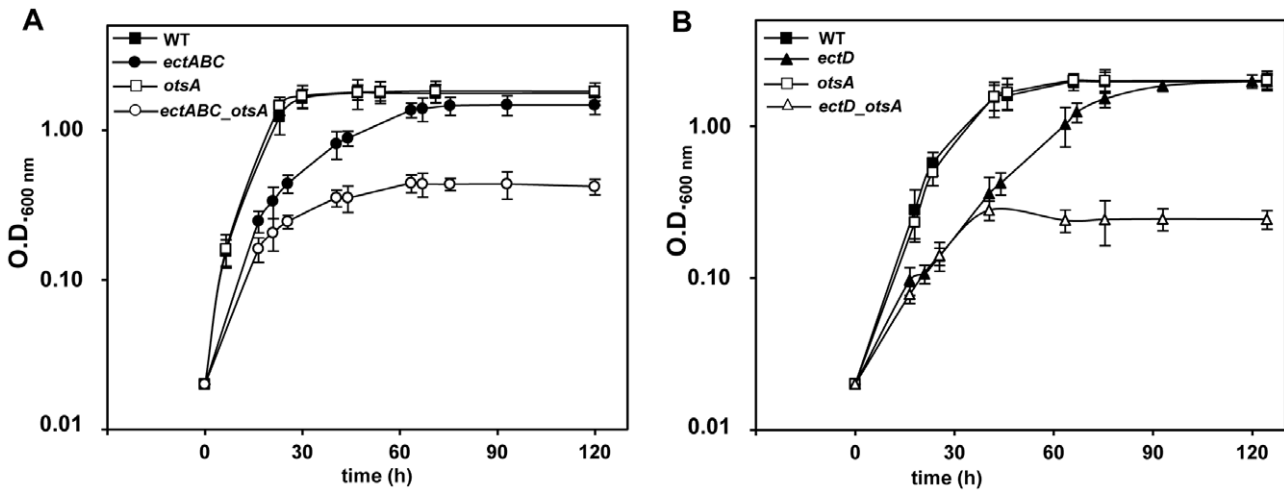 A
WT
ectABC
otsA
ectABC_otsA
1.00
0.10
0.01
O.D.600 nm
0 30 60 90 120
time (h)
B
WT
ectD
otsA
ectD_otsA
1.00
0.10
0.01
O.D.600 nm
0 30 60 90 120
time (h)